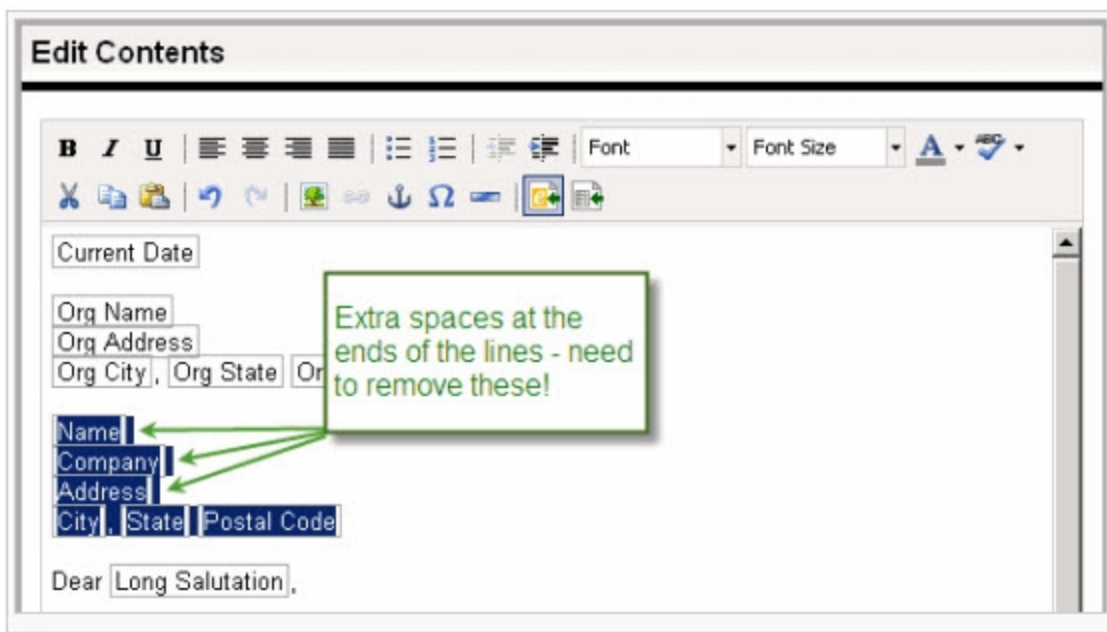 Edit Contents
B I U Font Font Size A ABC
Ω
Current Date
Org Name
Org Address
Org City, Org State Or
Extra spaces at the
ends of the lines - need
to remove these!
Name
Company
Address
City, State Postal Code
Dear Long Salutation,